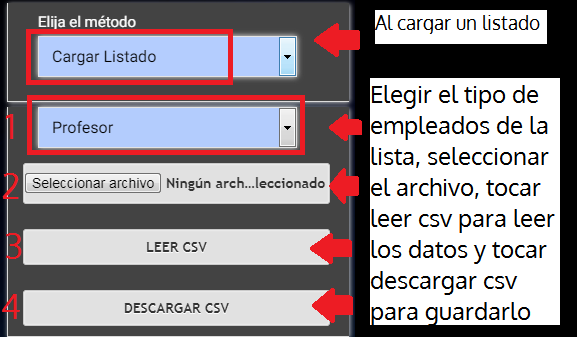 Elija el método
Al cargar un listado
Cargar Listado
1
Profesor
2
Seleccionar archivo Ningún arch...leccionado
3
LEER CSV
4
DESCARGAR CSV
Elegir el tipo de
empleados de la
lista, seleccionar
el archivo, tocar
leer csv para leer
los datos y tocar
descargar csv
para guardarlo